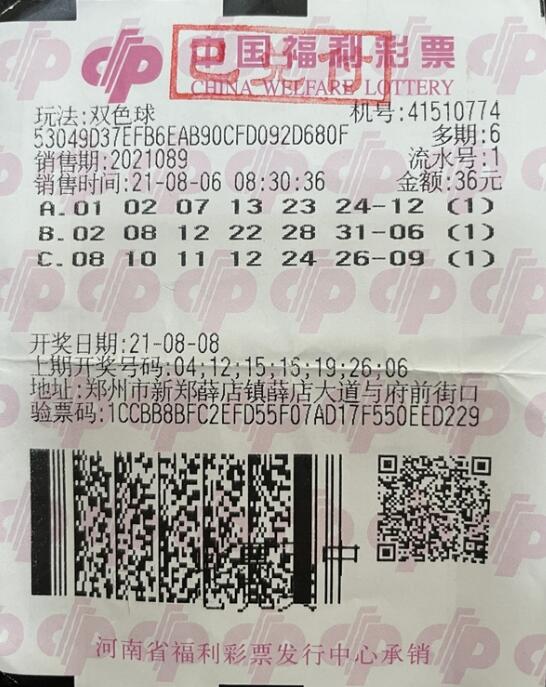 中国福利彩票
CHINA WELFARE LOTTERY
玩法:双色球 机号:41510774
53049D37EFB6EAB90CFD092D680F 多期:6
销售期:2021089 流水号:1
销售时间:21-08-06 08:30:36 金额:36元
A.01 02 07 13 23 24-12 (1)
B.02 08 12 22 28 31-06 (1)
C.08 10 11 12 24 26-09 (1)
开奖日期:21-08-08
上期开奖号码:04;12;15;16;19;26;06
地址:郑州市新郑薛店镇薛店大道与府前街口
验票码:1CCBB8BFC2EFD55F07AD17F550EED229
河南省福利彩票发行中心承销